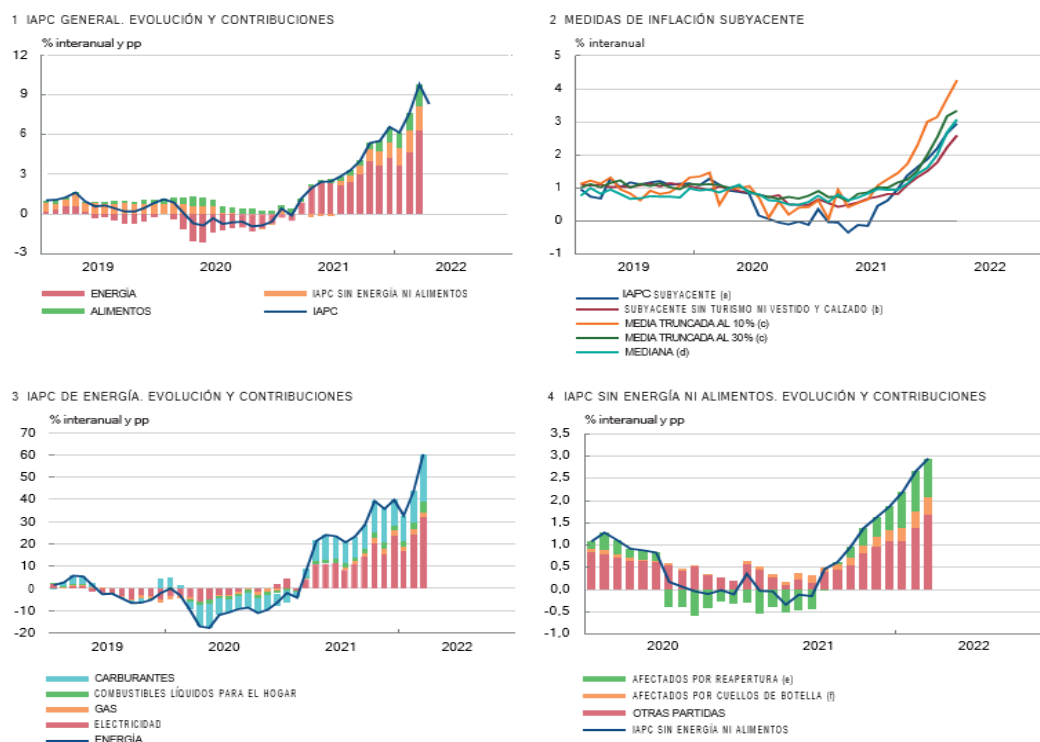 1 IAPC GENERAL. EVOLUCIÓN Y CONTRIBUCIONES
% interanual y pp
12
9
6
3
0
-3
2019 2020 2021 2022
ENERGÍA
ALIMENTOS
IAPC SIN ENERGÍA NI ALIMENTOS
IAPC
2 MEDIDAS DE INFLACIÓN SUBYACENTE
% interanual
5
4
3
2
1
0
-1
2019 2020 2021 2022
IAPC SUBYACENTE (a)
SUBYACENTE SIN TURISMO NI VESTIDO Y CALZADO (b)
MEDIA TRUNCADA AL 10% (c)
MEDIA TRUNCADA AL 30% (c)
MEDIANA (d)
3 IAPC DE ENERGÍA. EVOLUCIÓN Y CONTRIBUCIONES
% interanual y pp
70
60
50
40
30
20
10
0
-10
-20
2019 2020 2021 2022
CARBURANTES
COMBUSTIBLES LÍQUIDOS PARA EL HOGAR
GAS
ELECTRICIDAD
ENERGÍA
4 IAPC SIN ENERGÍA NI ALIMENTOS. EVOLUCIÓN Y CONTRIBUCIONES
% interanual y pp
3,5
3,0
2,5
2,0
1,5
1,0
0,5
0,0
-0,5
-1,0
2020 2021 2022
AFECTADOS POR REAPERTURA (e)
AFECTADOS POR CUELLOS DE BOTELLA (f)
OTRAS PARTIDAS
IAPC SIN ENERGÍA NI ALIMENTOS